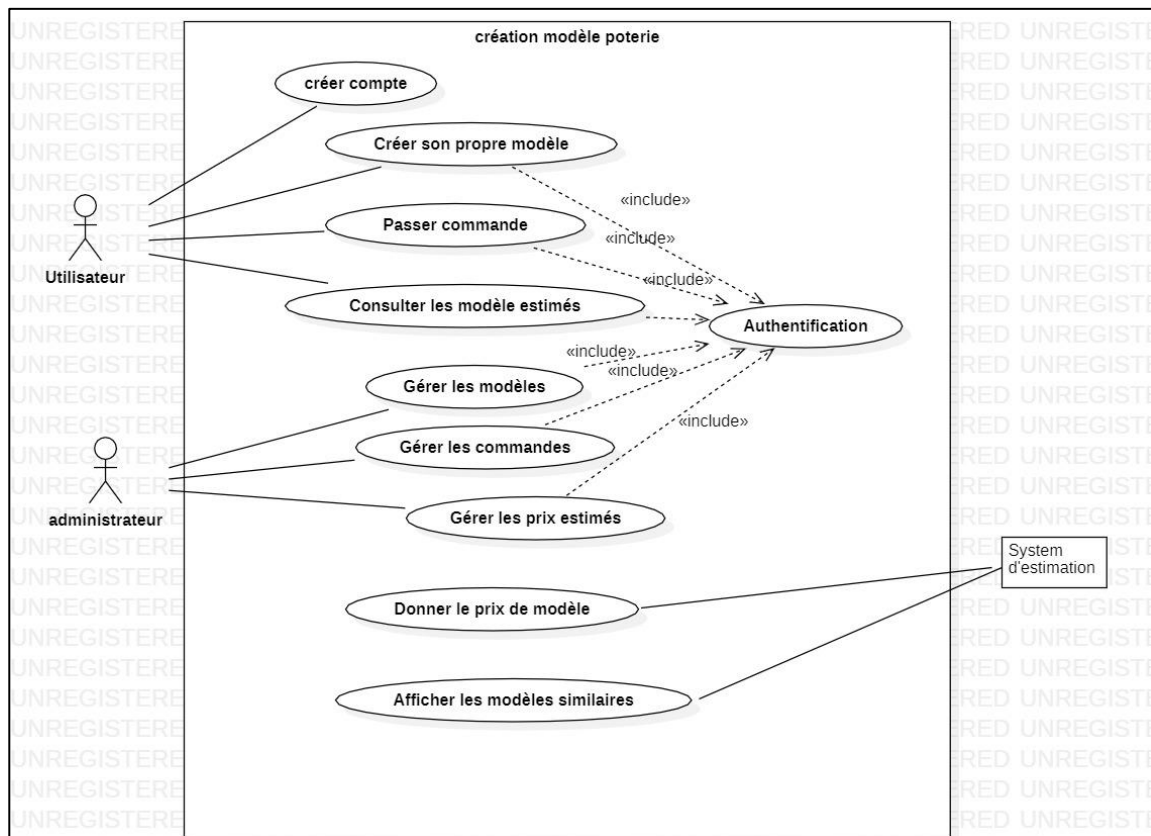 création modèle poterie
créer compte
Créer son propre modèle
«include»
Passer commande
«include»
Utilisateur
«include»
Consulter les modèle estimés
Authentification
«include»
«include»
Gérer les modèles
«include»
Gérer les commandes
administrateur
Gérer les prix estimés
System
d'estimation
Donner le prix de modèle
Afficher les modèles similaires
UNREGISTERED UNREGISTERED